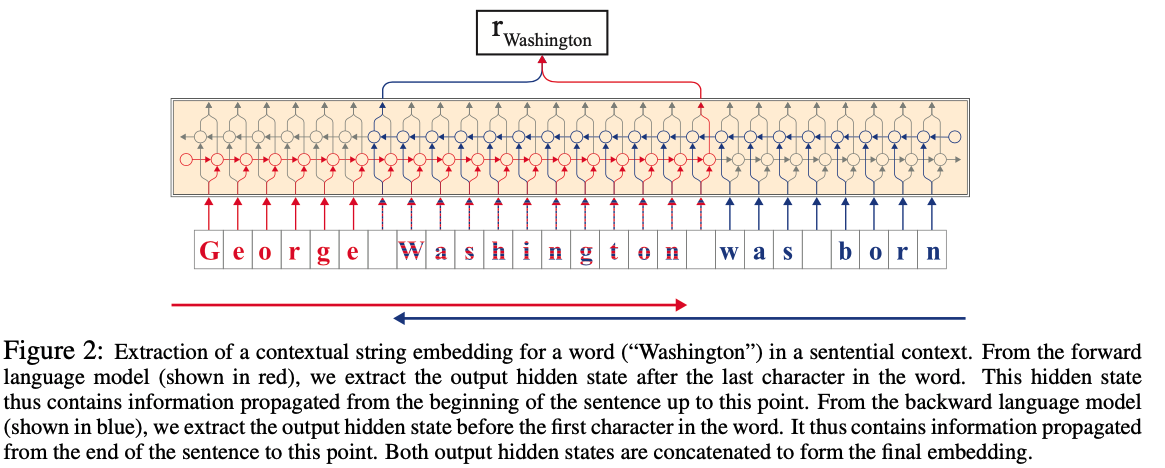 r Washington
George Washington was born
Figure 2: Extraction of a contextual string embedding for a word (“Washington”) in a sentential context. From the forward
language model (shown in red), we extract the output hidden state after the last character in the word. This hidden state
thus contains information propagated from the beginning of the sentence up to this point. From the backward language model
(shown in blue), we extract the output hidden state before the first character in the word. It thus contains information propagated
from the end of the sentence to this point. Both output hidden states are concatenated to form the final embedding.